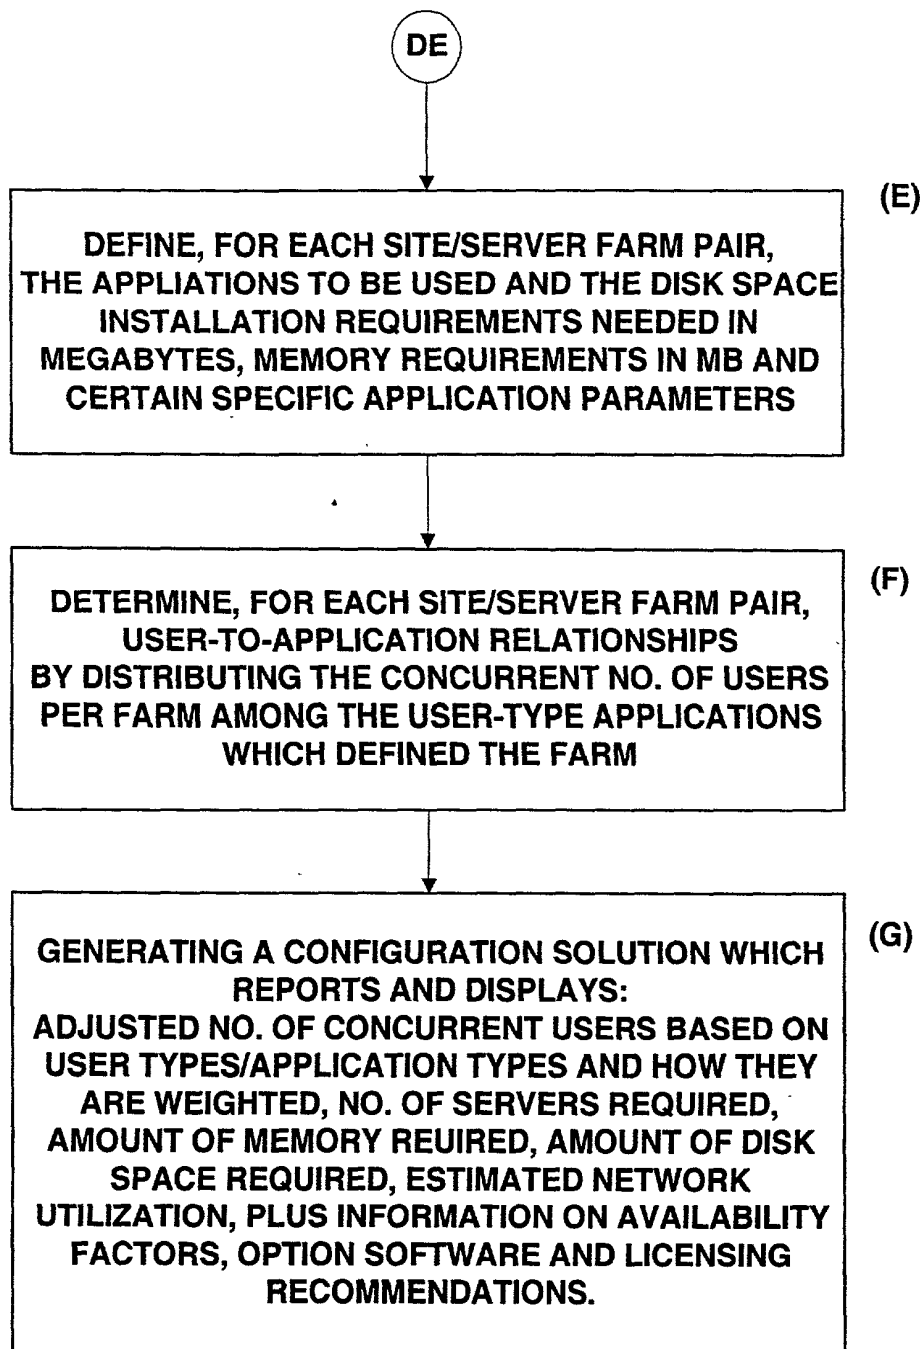 DE
(E)
DEFINE, FOR EACH SITE/SERVER FARM PAIR,
THE APPLIATIONS TO BE USED AND THE DISK SPACE
INSTALLATION REQUIREMENTS NEEDED IN
MEGABYTES, MEMORY REQUIREMENTS IN MB AND
CERTAIN SPECIFIC APPLICATION PARAMETERS
(F)
DETERMINE, FOR EACH SITE/SERVER FARM PAIR,
USER-TO-APPLICATION RELATIONSHIPS
BY DISTRIBUTING THE CONCURRENT NO. OF USERS
PER FARM AMONG THE USER-TYPE APPLICATIONS
WHICH DEFINED THE FARM
(G)
GENERATING A CONFIGURATION SOLUTION WHICH
REPORTS AND DISPLAYS:
ADJUSTED NO. OF CONCURRENT USERS BASED ON
USER TYPES/APPLICATION TYPES AND HOW THEY
ARE WEIGHTED, NO. OF SERVERS REQUIRED,
AMOUNT OF MEMORY REUIRED, AMOUNT OF DISK
SPACE REQUIRED, ESTIMATED NETWORK
UTILIZATION, PLUS INFORMATION ON AVAILABILITY
FACTORS, OPTION SOFTWARE AND LICENSING
RECOMMENDATIONS.